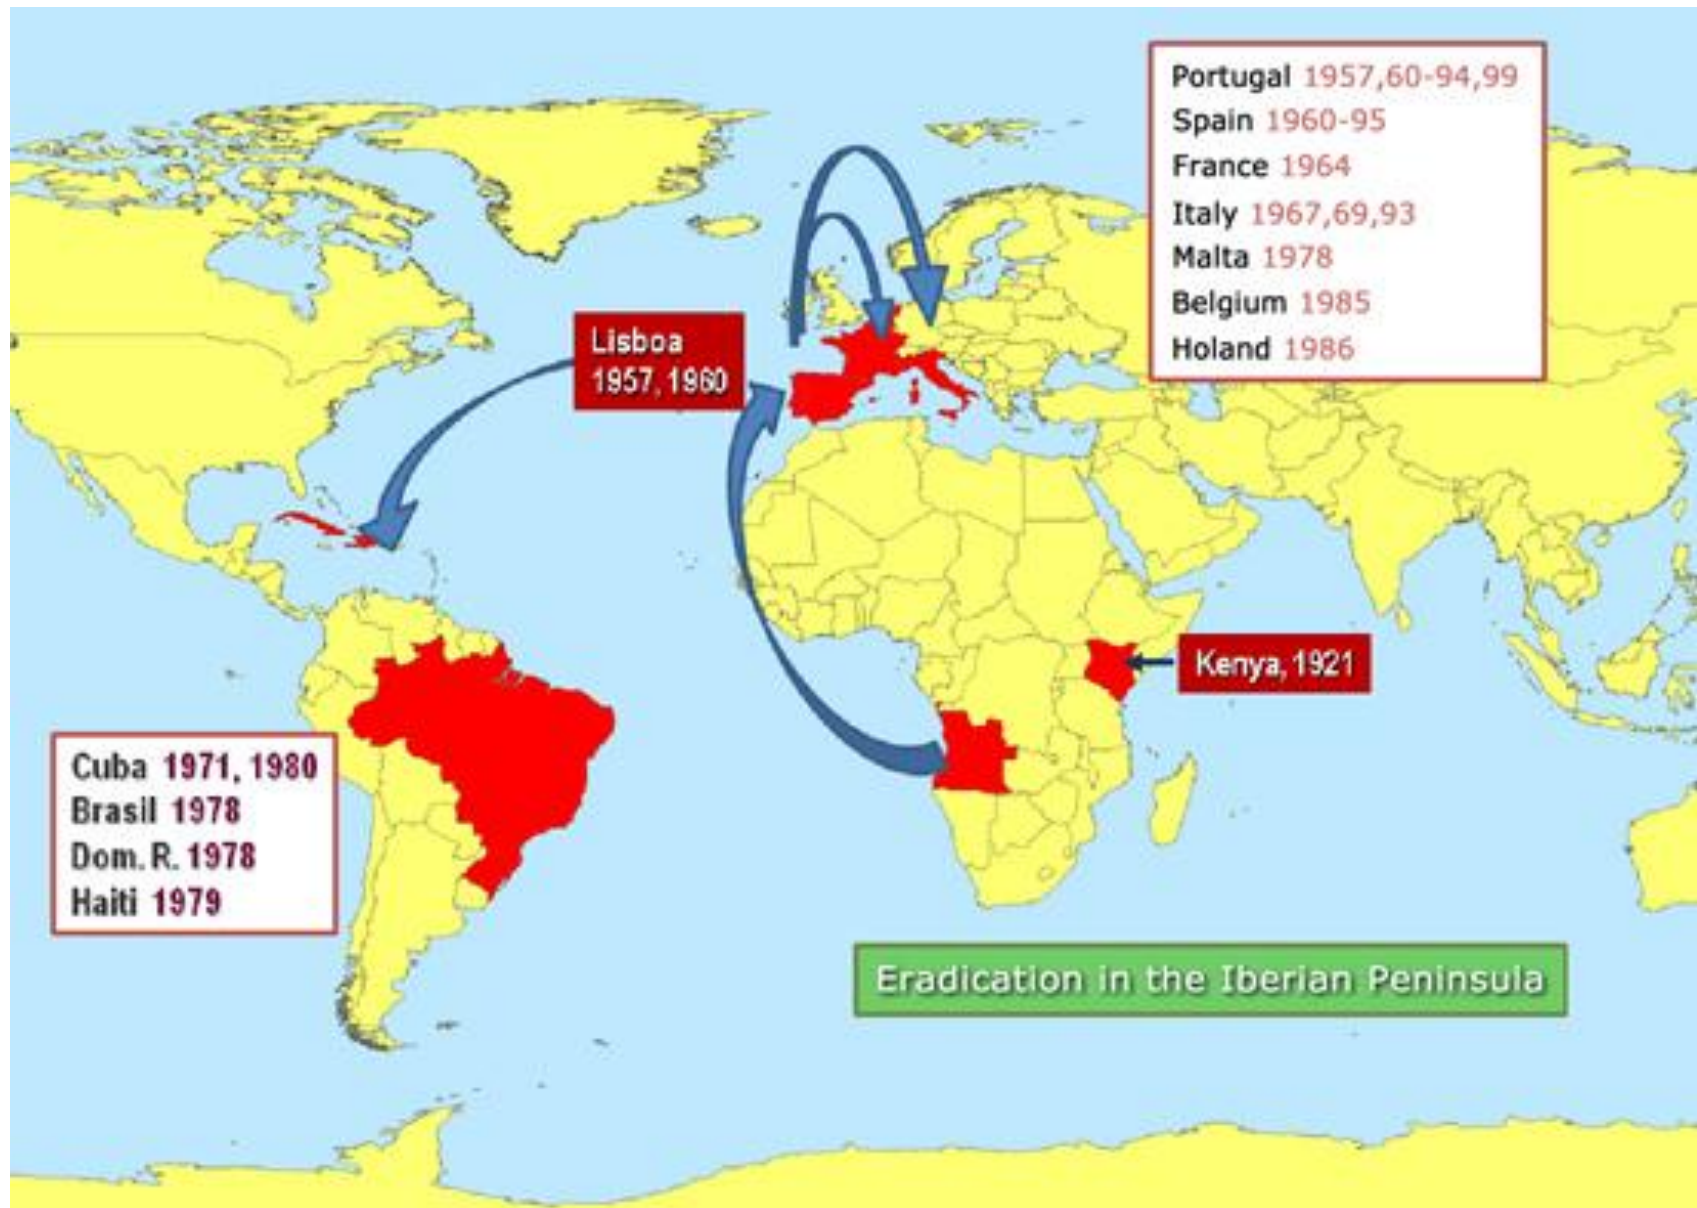 Portugal 1957,60-94,99
Spain 1960-95
France 1964
Italy 1967,69,93
Malta 1978
Belgium 1985
Holand 1986
Lisboa
1957, 1960
Kenya, 1921
Cuba 1971, 1980
Brasil 1978
Dom. R. 1978
Haiti 1979
Eradication in the Iberian Peninsula